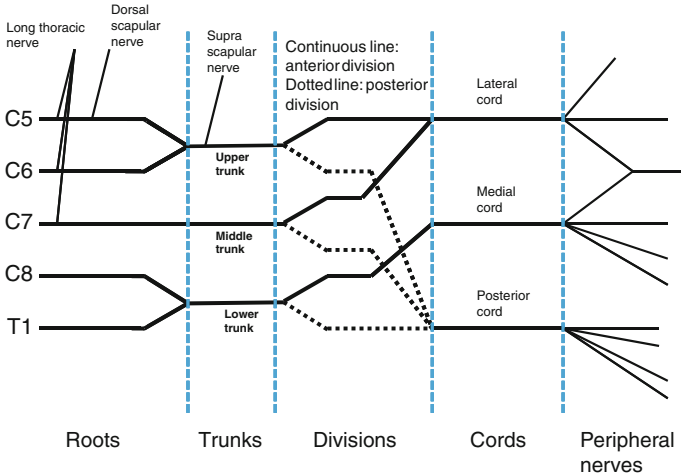 Long thoracic
nerve
Dorsal
scapular
nerve
Supra
scapular
nerve
Continuous line:
anterior division
Dotted line: posterior
division
Lateral
cord
C5
Upper
trunk
C6
Medial
cord
C7
Middle
trunk
C8
Posterior
cord
Lower
trunk
T1
Roots
Trunks
Divisions
Cords
Peripheral
nerves